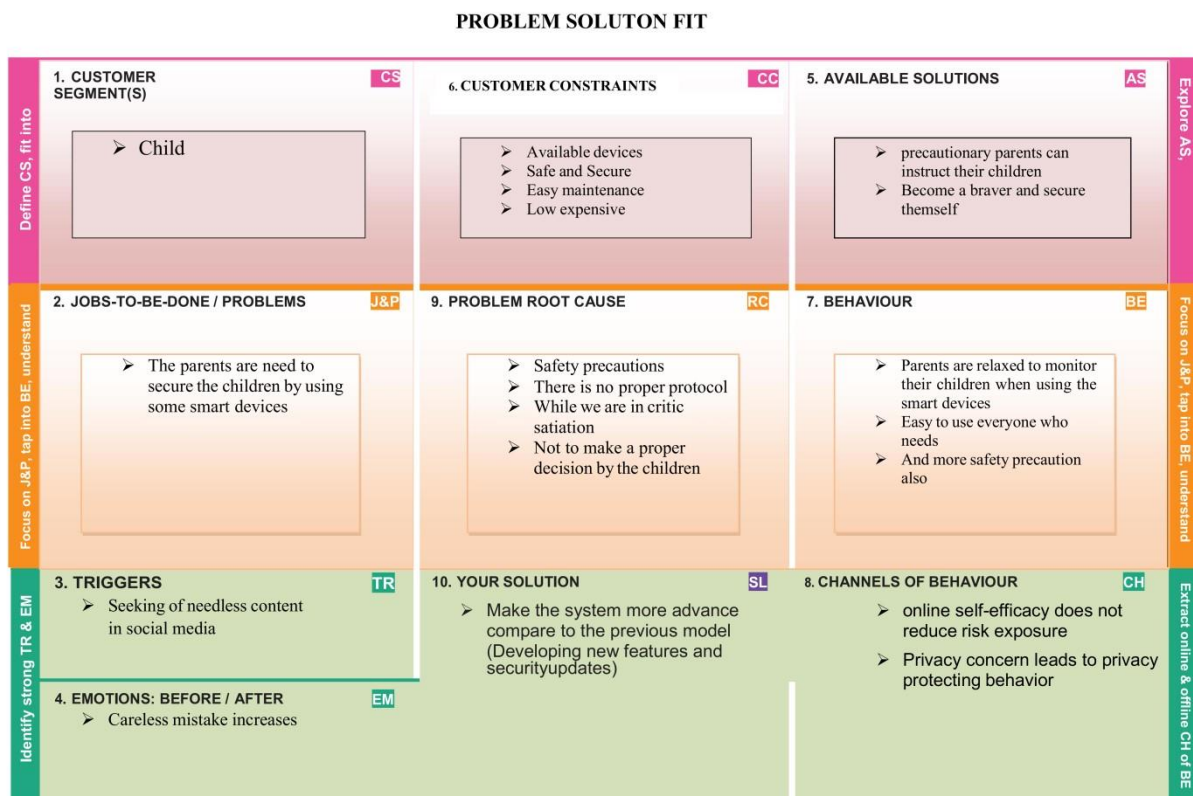 PROBLEM SOLUTON FIT
Define CS, fit into
1. CUSTOMER
SEGMENT(S)
CS
➢ Child
6. CUSTOMER CONSTRAINTS
CC
➢ Available devices
➢ Safe and Secure
➢ Easy maintenance
➢ Low expensive
5. AVAILABLE SOLUTIONS
AS
➢ precautionary parents can
instruct their children
➢ Become a braver and secure
themself
Explore AS,
Focus on J&P, tap into BE, understand
2. JOBS-TO-BE-DONE / PROBLEMS
J&P
➢ The parents are need to
secure the children by using
some smart devices
9. PROBLEM ROOT CAUSE
RC
➢ Safety precautions
➢ There is no proper protocol
➢ While we are in critic
satiation
➢ Not to make a proper
decision by the children
7. BEHAVIOUR
BE
➢ Parents are relaxed to monitor
their children when using the
smart devices
➢ Easy to use everyone who
needs
➢ And more safety precaution
also
Focus on J&P, tap into BE, understand
Identify strong TR & EM
3. TRIGGERS
TR
➢ Seeking of needless content
in social media
4. EMOTIONS: BEFORE / AFTER
EM
➢ Careless mistake increases
10. YOUR SOLUTION
SL
➢ Make the system more advance
compare to the previous model
(Developing new features and
securityupdates)
8. CHANNELS OF BEHAVIOUR
CH
➢ online self-efficacy does not
reduce risk exposure
➢ Privacy concern leads to privacy
protecting behavior
Extract online & offline CH of BE